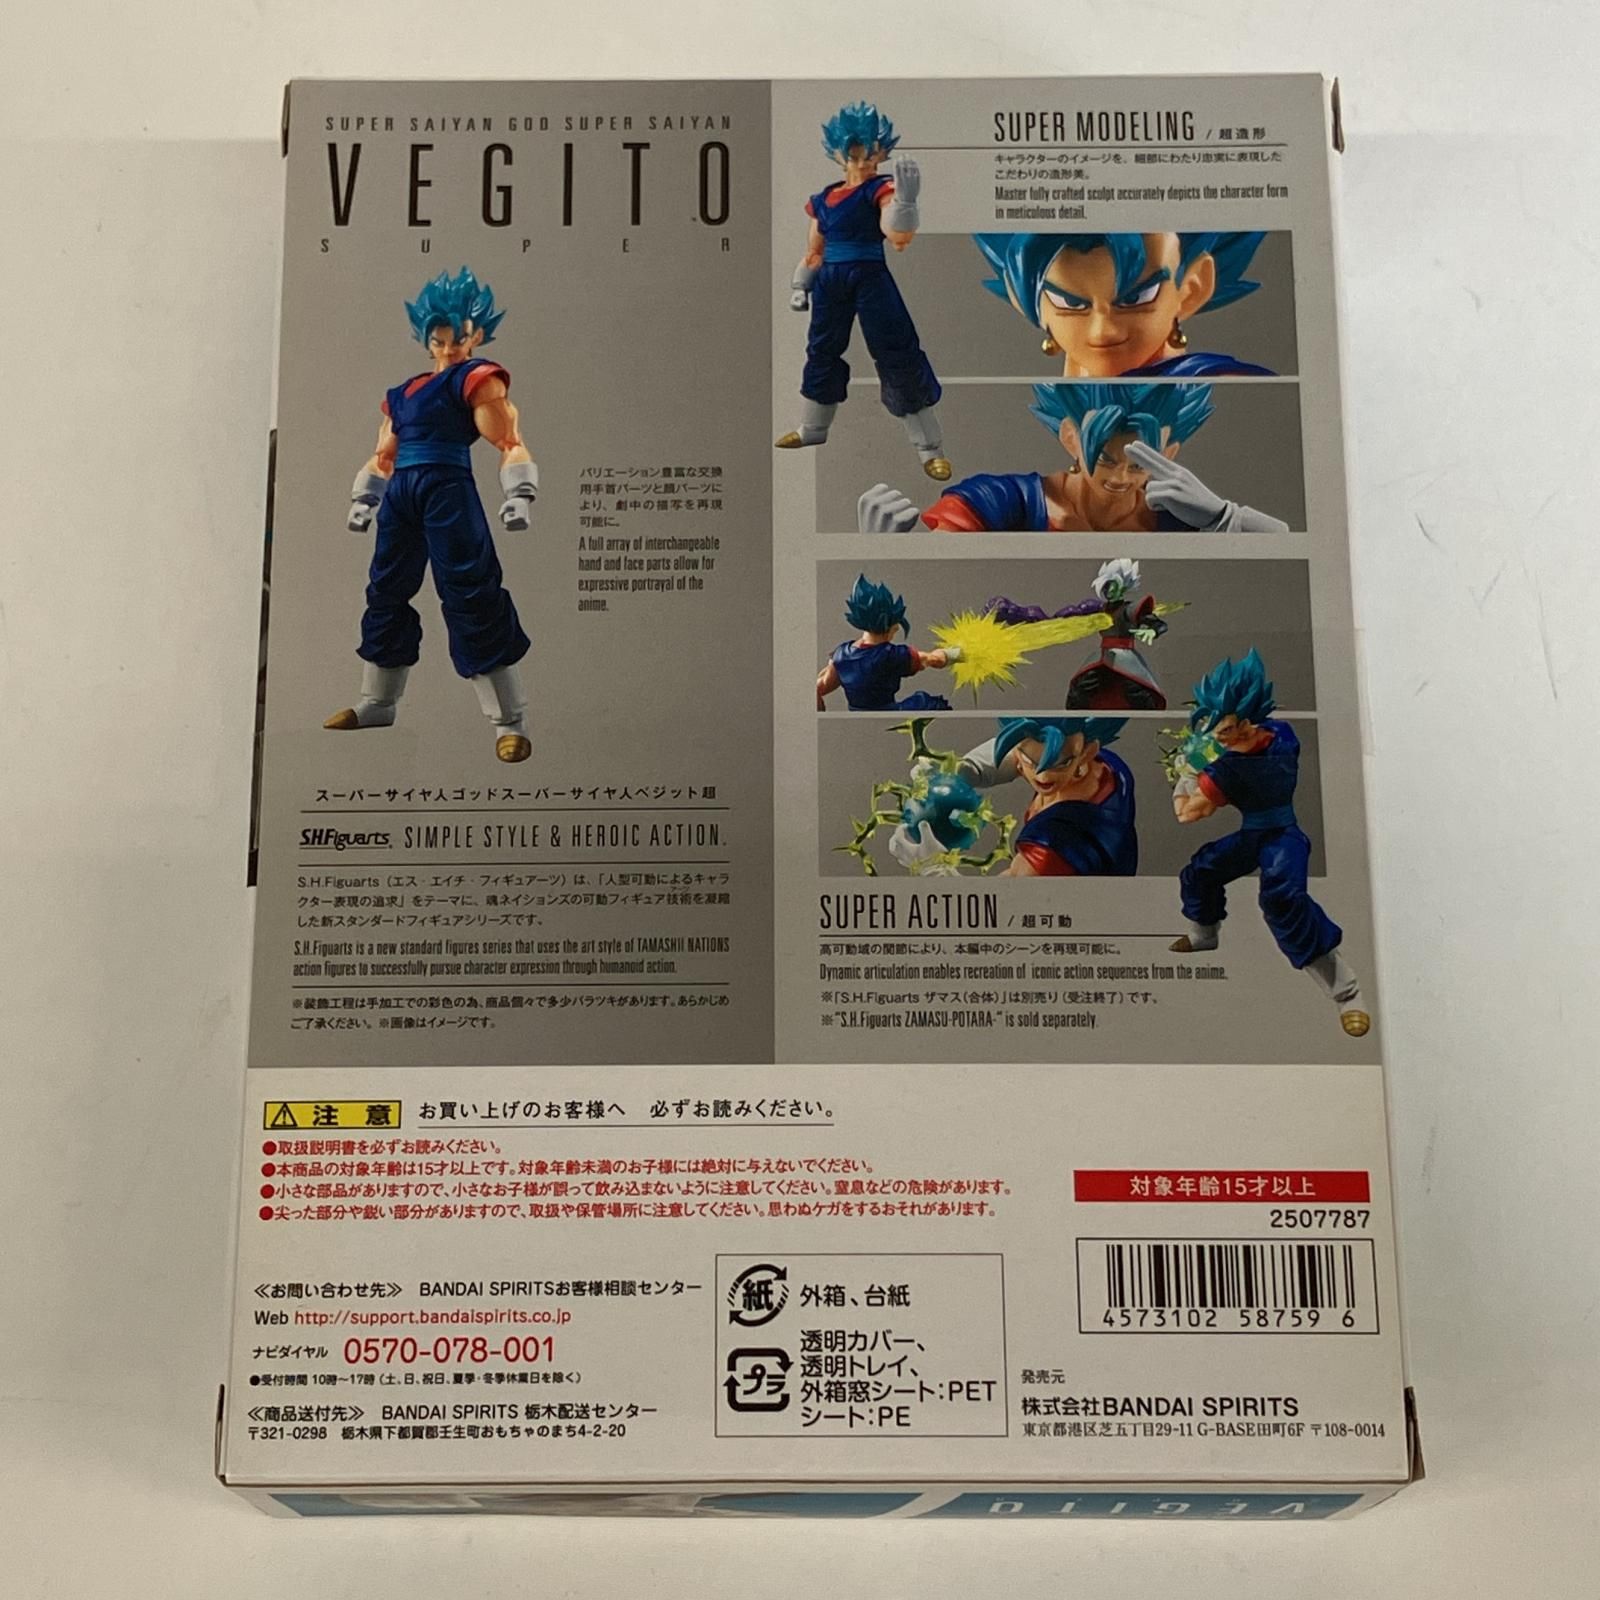 SUPER SAIYAN GOD SUPER SAIYAN
VEGITO
SUPER
バリエーション豊富な交換
用手首パーツと顔パーツに
より、劇中の描写を再現
可能に。
A full array of interchangeable
hand and face parts allow for
expressive portrayal of the
anime.
スーパーサイヤ人ゴッドスーパーサイヤ人ベジット超
S.H.Figuarts. SIMPLE STYLE & HEROIC ACTION.
S.H.Figuarts（エス・エイチ・フィギュアーツ）は、「人型可動によるキャラ
クター表現の追求」をテーマに、魂ネイションズの可動フィギュア技術を凝縮
アーツ
した新スタンダードフィギュアシリーズです。
S.H.Figuarts is a new standard figures series that uses the art style of TAMASHII NATIONS
action figures to successfully pursue character expression through humanoid action.
※装飾工程は手加工での彩色の為、商品個々で多少バラツキがあります。あらかじめ
ご了承ください。※画像はイメージです。
SUPER MODELING / 超造形
キャラクターのイメージを、細部にわたり忠実に表現した
こだわりの造形美。
Master fully crafted sculpt accurately depicts the character form
in meticulous detail.
SUPER ACTION / 超可動
高可動域の関節により、本編中のシーンを再現可能に。
Dynamic articulation enables recreation of iconic action sequences from the anime.
※「S.H.Figuarts ザマス(合体)」は別売り(受注終了)です。
※"S.H.Figuarts ZAMASU-POTARA-" is sold separately.
注意 お買い上げのお客様へ 必ずお読みください。
●取扱説明書を必ずお読みください。
●本商品の対象年齢は15才以上です。対象年齢未満のお子様には絶対に与えないでください。
●小さな部品がありますので、小さなお子様が誤って飲み込まないように注意してください。窒息などの危険があります。
●尖った部分や鋭い部分がありますので、取扱や保管場所に注意してください。思わぬケガをするおそれがあります。
対象年齢15才以上
2507787
4573102 58759 6
≪お問い合わせ先≫ BANDAI SPIRITSお客様相談センター
Web http://support.bandaispirits.co.jp
ナビダイヤル 0570-078-001
●受付時間 10時～17時（土、日、祝日、夏季・冬季休業日を除く）
≪商品送付先≫ BANDAI SPIRITS 栃木配送センター
〒321-0298 栃木県下都賀郡壬生町おもちゃのまち4-2-20
紙 外箱、台紙
プラ 透明カバー、
透明トレイ、
外箱窓シート:PET
シート:PE
発売元
株式会社BANDAI SPIRITS
東京都港区芝五丁目29-11 G-BASE田町6F 〒108-0014
VEGITO